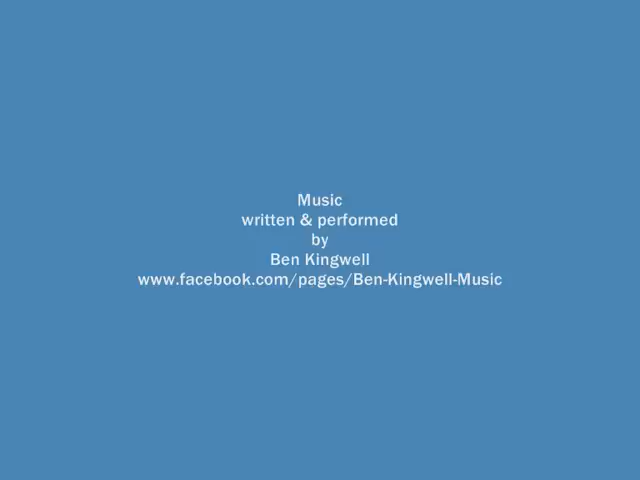 Music
written & performed
by
Ben Kingwell
www.facebook.com/pages/Ben-Kingwell-Music